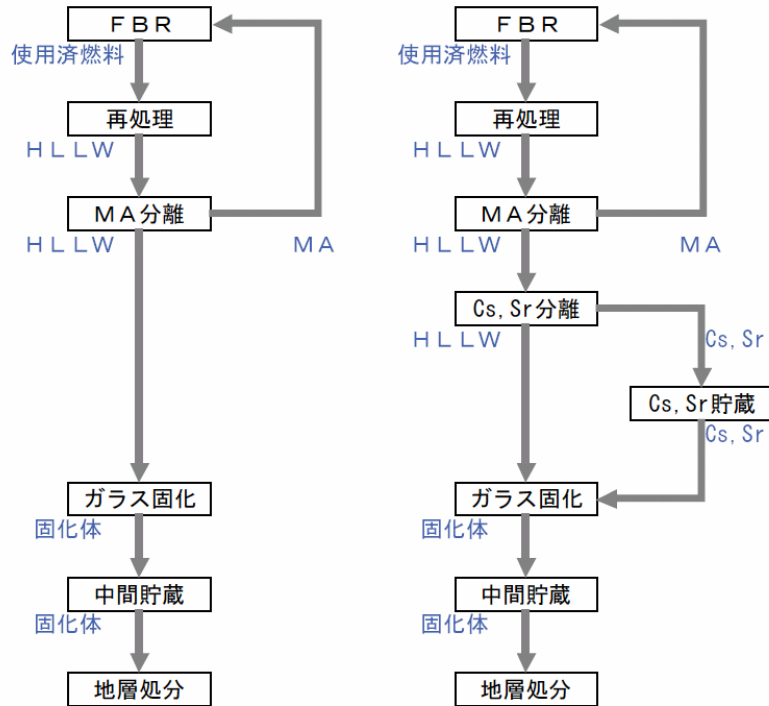 ＦＢＲ
使用済燃料
再処理
ＨＬＬＷ
ＭＡ分離
ＨＬＬＷ
ＭＡ
ガラス固化
固化体
中間貯蔵
固化体
地層処分
ＦＢＲ
使用済燃料
再処理
ＨＬＬＷ
ＭＡ分離
ＨＬＬＷ
ＭＡ
Cs, Sr分離
ＨＬＬＷ
Cs, Sr
Cs, Sr貯蔵
Cs, Sr
ガラス固化
固化体
中間貯蔵
固化体
地層処分